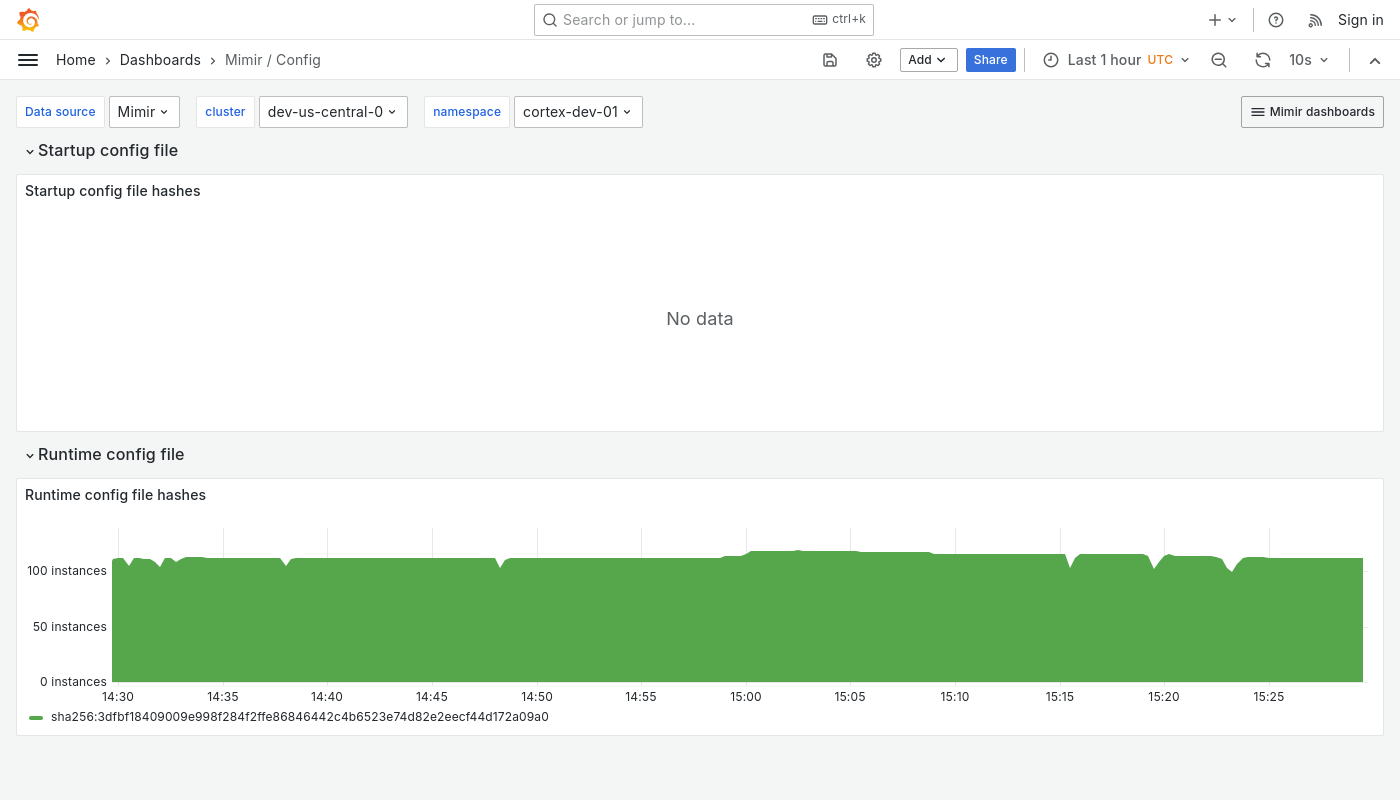 Search or jump to... ctrl+k Sign in
Home Dashboards Mimir / Config Add Share Last 1 hour UTC 10s
Data source Mimir cluster dev-us-central-0 namespace cortex-dev-01 Mimir dashboards
Startup config file
Startup config file hashes
No data
Runtime config file
Runtime config file hashes
100 instances
50 instances
0 instances
14:30 14:35 14:40 14:45 14:50 14:55 15:00 15:05 15:10 15:15 15:20 15:25
sha256:3dfbf18409009e998f284f2ffe86846442c4b6523e74d82e2eecf44d172a09a0